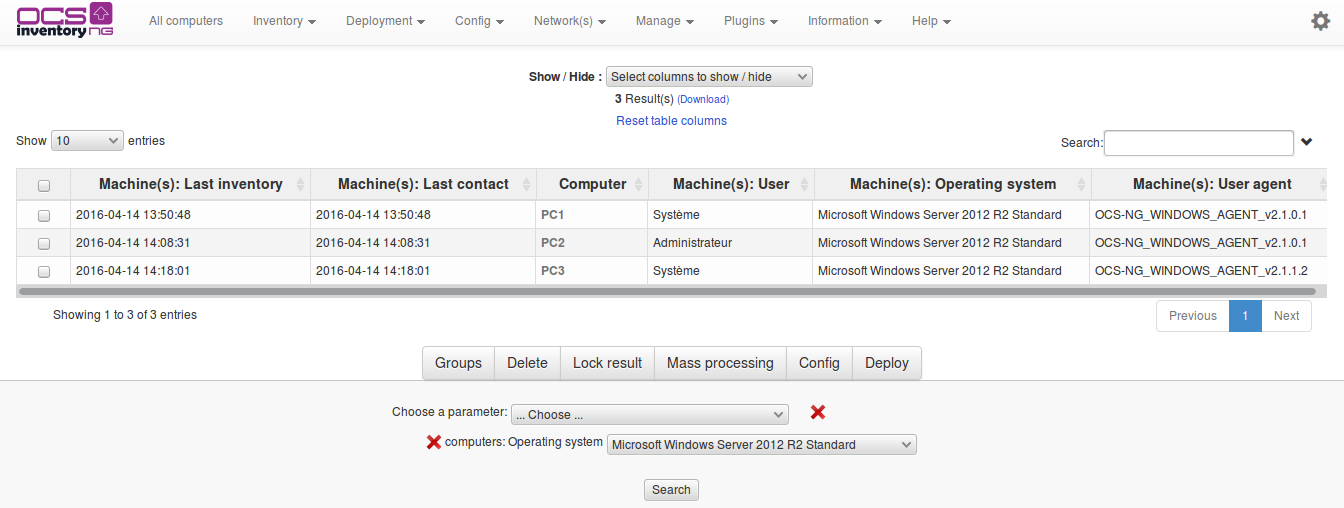 OCS inventory NG
All computers Inventory Deployment Config Network(s) Manage Plugins Information Help
Show / Hide : Select columns to show / hide
3 Result(s) (Download)
Reset table columns
Show 10 entries Search:
Machine(s): Last inventory Machine(s): Last contact Computer Machine(s): User Machine(s): Operating system Machine(s): User agent
2016-04-14 13:50:48 2016-04-14 13:50:48 PC1 Système Microsoft Windows Server 2012 R2 Standard OCS-NG_WINDOWS_AGENT_v2.1.0.1
2016-04-14 14:08:31 2016-04-14 14:08:31 PC2 Administrateur Microsoft Windows Server 2012 R2 Standard OCS-NG_WINDOWS_AGENT_v2.1.0.1
2016-04-14 14:18:01 2016-04-14 14:18:01 PC3 Système Microsoft Windows Server 2012 R2 Standard OCS-NG_WINDOWS_AGENT_v2.1.1.2
Showing 1 to 3 of 3 entries Previous 1 Next
Groups Delete Lock result Mass processing Config Deploy
Choose a parameter: ... Choose ...
computers: Operating system Microsoft Windows Server 2012 R2 Standard
Search